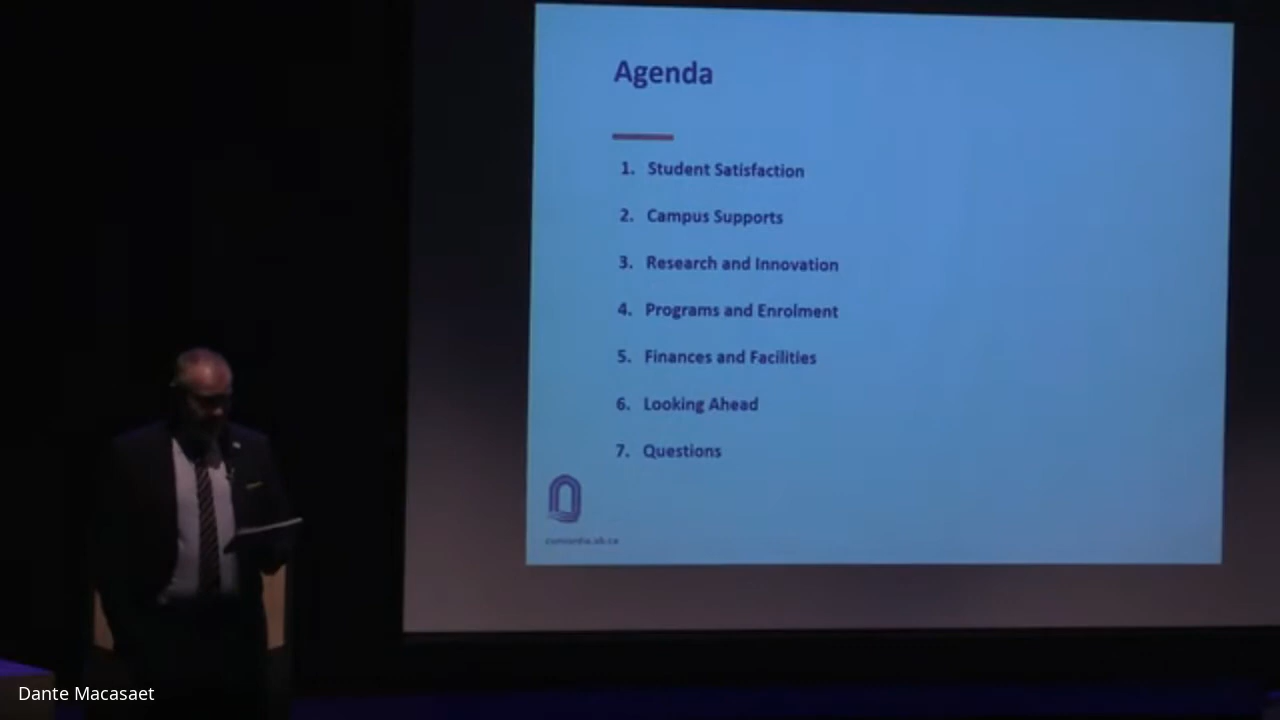 Agenda
1. Student Satisfaction
2. Campus Supports
3. Research and Innovation
4. Programs and Enrolment
5. Finances and Facilities
6. Looking Ahead
7. Questions
concordia.ab.ca
Dante Macasaet